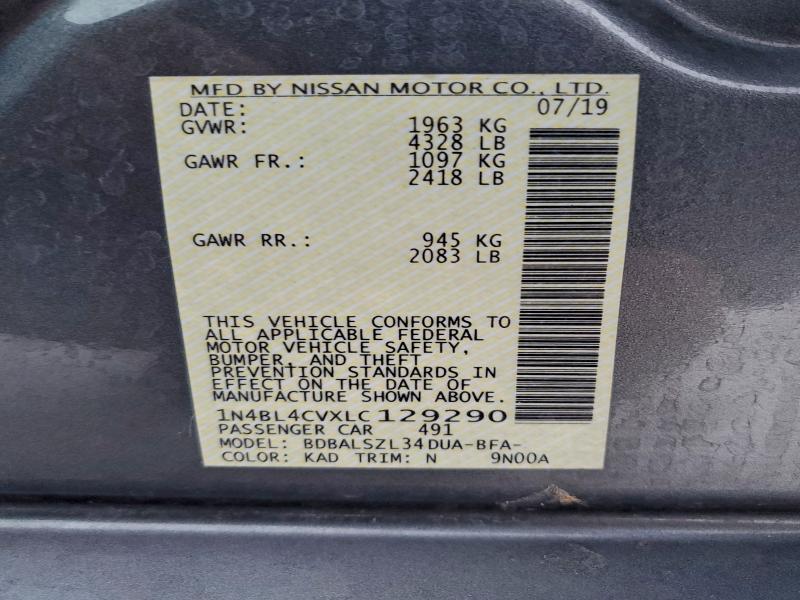 MFD BY NISSAN MOTOR CO., LTD.
DATE: 07/19
GVWR: 1963 KG
4328 LB
GAWR FR.: 1097 KG
2418 LB
GAWR RR.: 945 KG
2083 LB
THIS VEHICLE CONFORMS TO
ALL APPLICABLE FEDERAL
MOTOR VEHICLE SAFETY,
BUMPER, AND THEFT
PREVENTION STANDARDS IN
EFFECT ON THE DATE OF
MANUFACTURE SHOWN ABOVE.
1N4BL4CVXLC129290
PASSENGER CAR 491
MODEL: BDBALSZL34DUA-BFA-
COLOR: KAD TRIM: N 9N00A